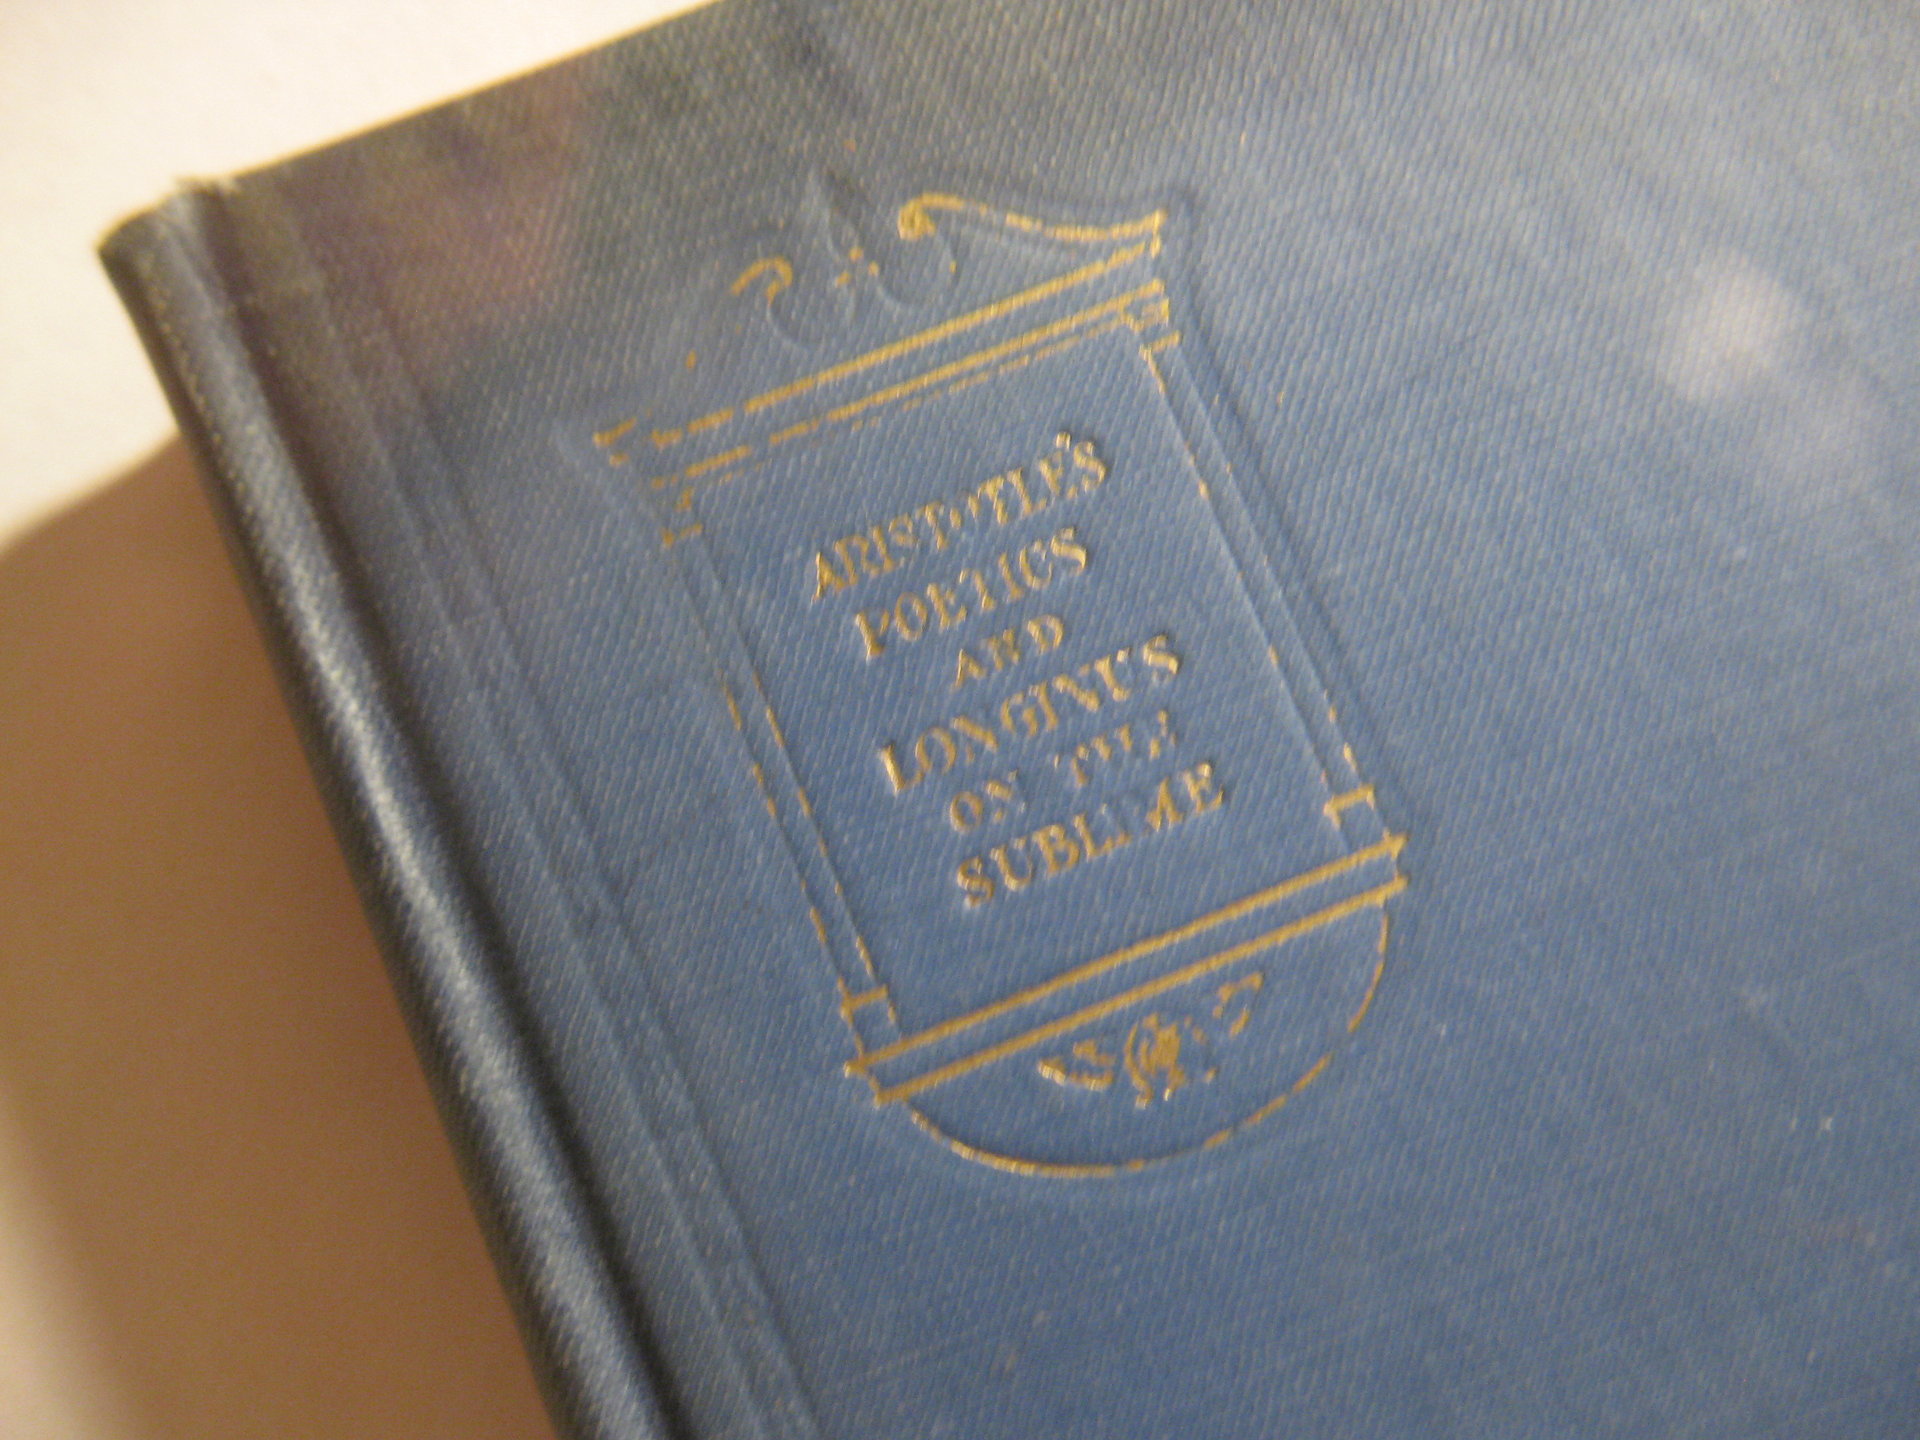 ARISTOTLE'S
POETICS
AND
LONGINUS
ON THE
SUBLIME